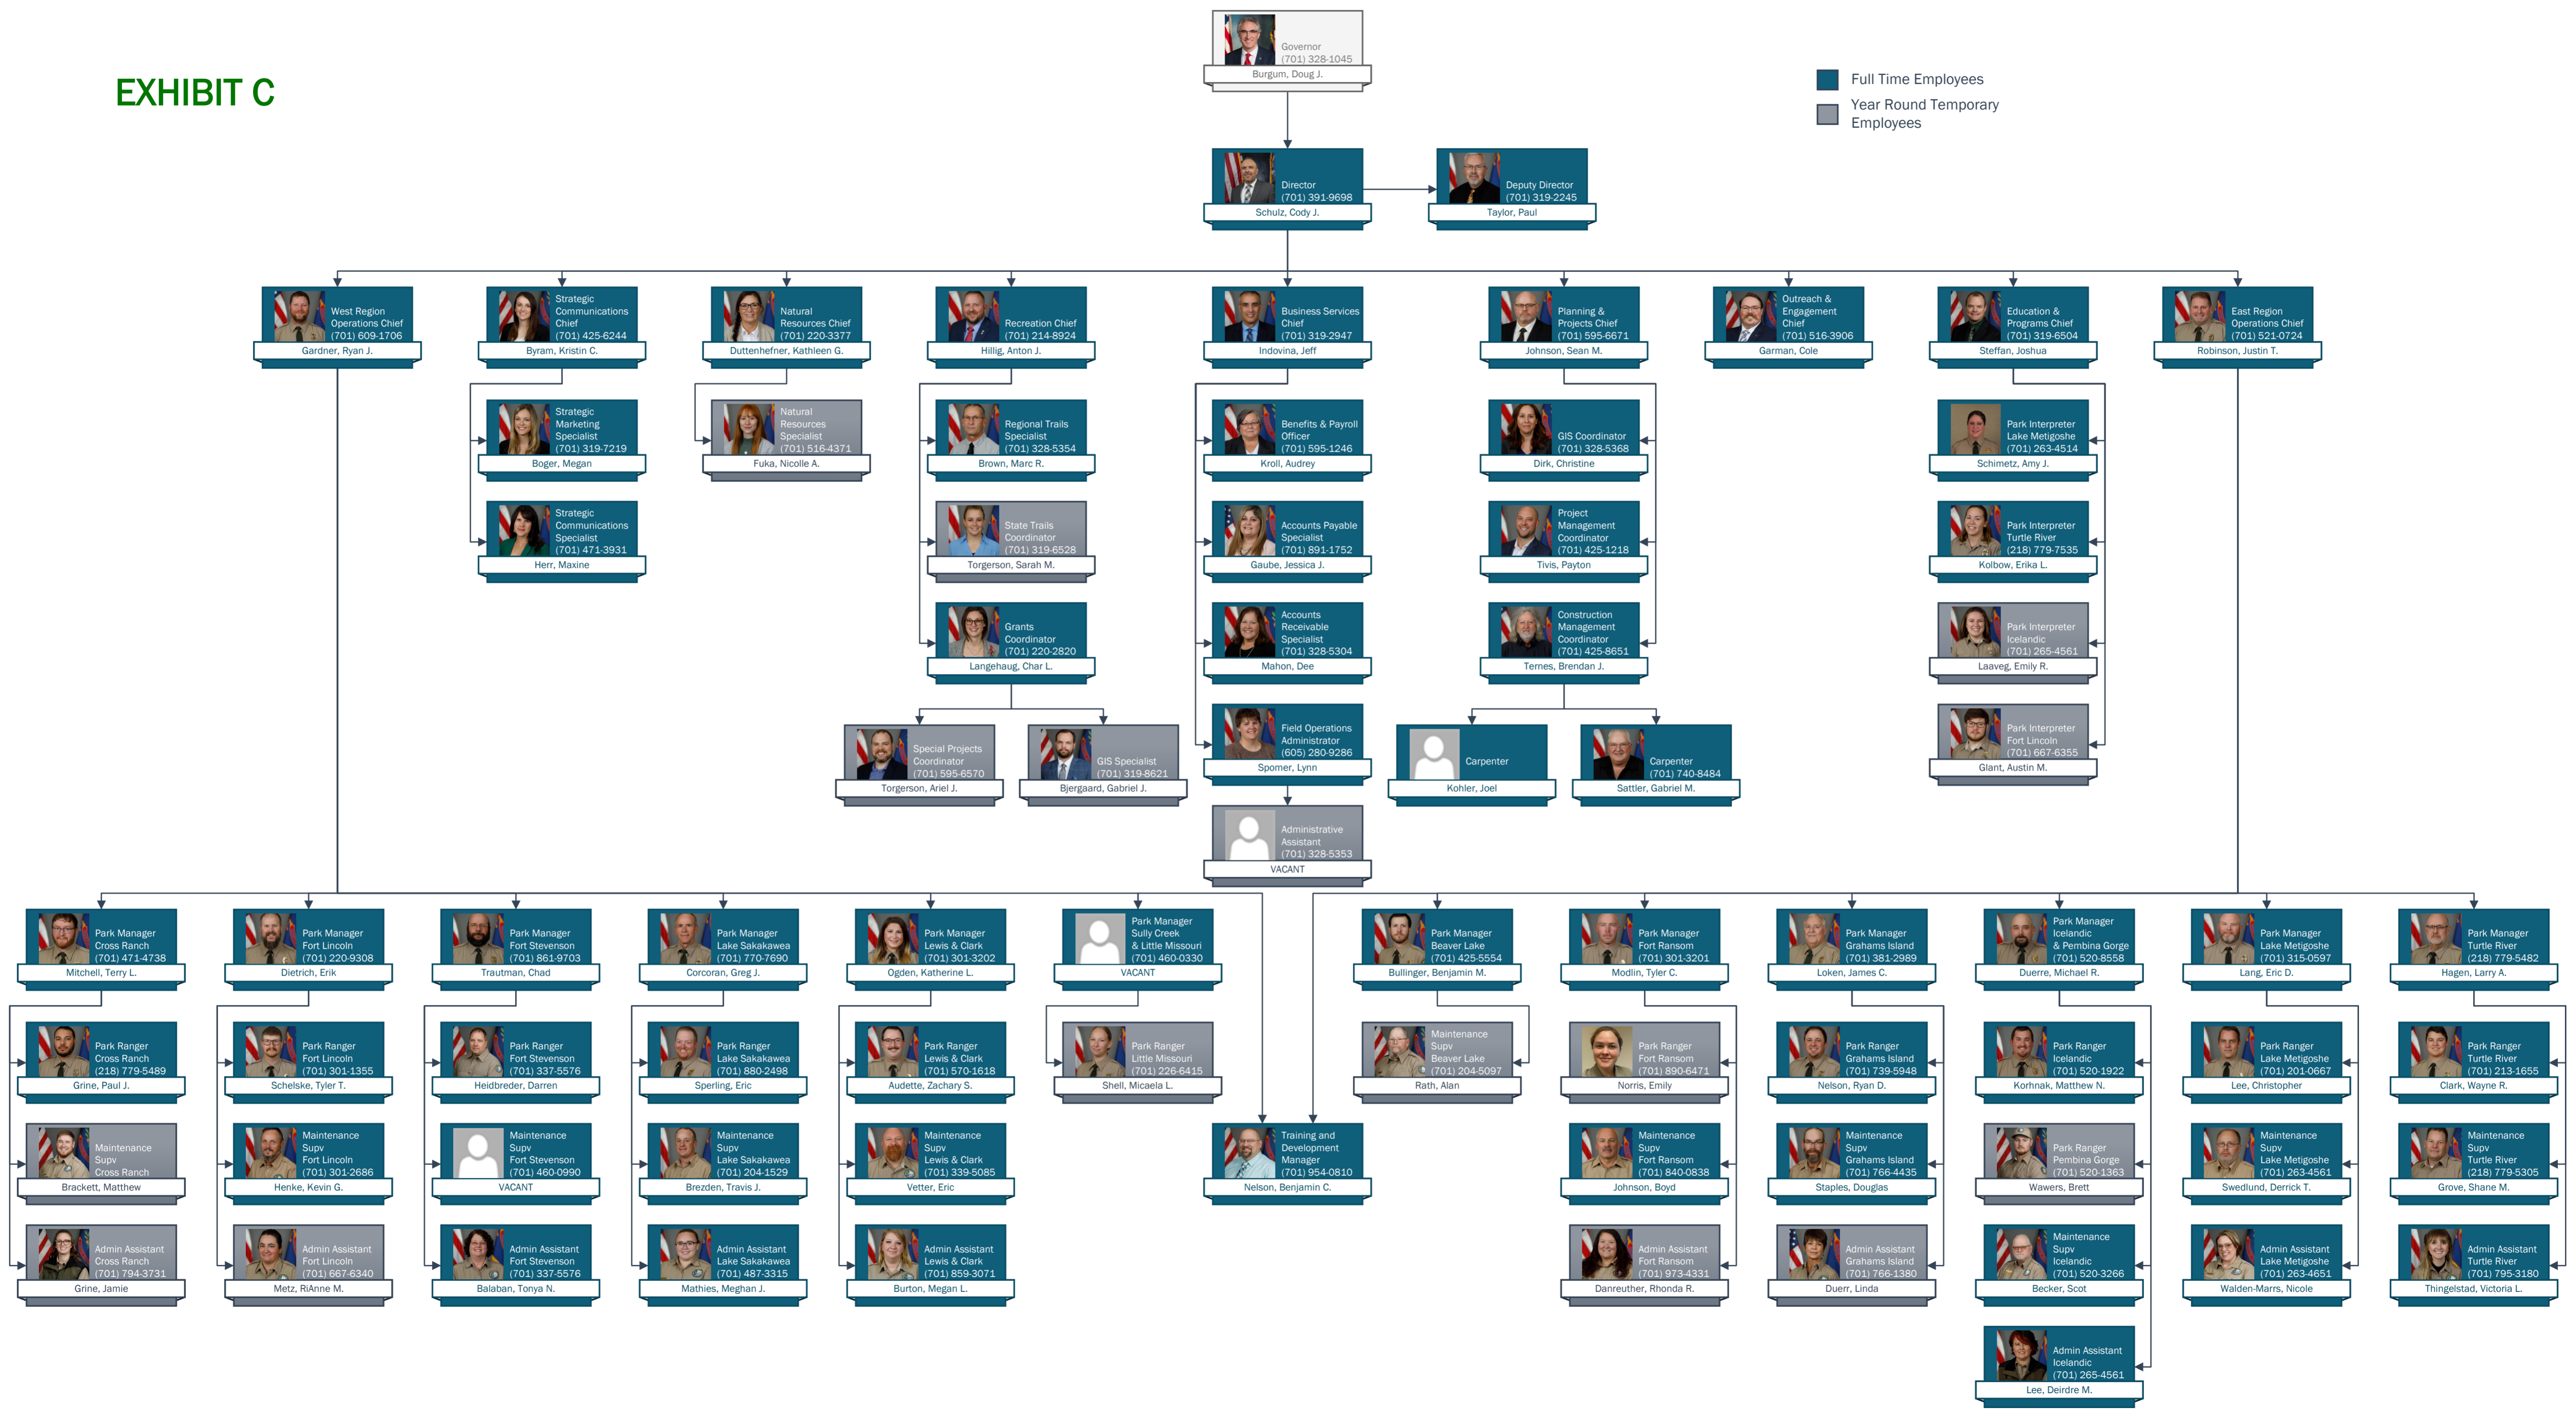 EXHIBIT C
Governor
(701) 328-1045
Burgum, Doug J.
Full Time Employees
Year Round Temporary
Employees
Director
(701) 391-9698
Schulz, Cody J.
Deputy Director
(701) 319-2245
Taylor, Paul
West Region
Operations Chief
(701) 609-1706
Gardner, Ryan J.
Strategic
Communications
Chief
(701) 425-6244
Byram, Kristin C.
Natural
Resources Chief
(701) 220-3377
Duttenhefner, Kathleen G.
Recreation Chief
(701) 214-8924
Hillig, Anton J.
Business Services
Chief
(701) 319-2947
Indovina, Jeff
Planning &
Projects Chief
(701) 595-6671
Johnson, Sean M.
Outreach &
Engagement
Chief
(701) 516-3906
Garman, Cole
Education &
Programs Chief
(701) 319-6504
Steffan, Joshua
East Region
Operations Chief
(701) 521-0724
Robinson, Justin T.
Strategic
Marketing
Specialist
(701) 319-7219
Boger, Megan
Natural
Resources
Specialist
(701) 516-4371
Fuka, Nicolle A.
Regional Trails
Specialist
(701) 328-5354
Brown, Marc R.
Benefits & Payroll
Officer
(701) 595-1246
Kroll, Audrey
GIS Coordinator
(701) 328-5368
Dirk, Christine
Park Interpreter
Lake Metigoshe
(701) 263-4514
Schimetz, Amy J.
Strategic
Communications
Specialist
(701) 471-3931
Herr, Maxine
State Trails
Coordinator
(701) 319-6528
Torgerson, Sarah M.
Accounts Payable
Specialist
(701) 891-1752
Gaube, Jessica J.
Project
Management
Coordinator
(701) 425-1218
Tivis, Payton
Park Interpreter
Turtle River
(218) 779-7535
Kolbow, Erika L.
Grants
Coordinator
(701) 220-2820
Langehaug, Char L.
Accounts
Receivable
Specialist
(701) 328-5304
Mahon, Dee
Construction
Management
Coordinator
(701) 425-8651
Ternes, Brendan J.
Park Interpreter
Icelandic
(701) 265-4561
Laaveg, Emily R.
Special Projects
Coordinator
(701) 595-6570
Torgerson, Ariel J.
GIS Specialist
(701) 319-8621
Bjergaard, Gabriel J.
Field Operations
Administrator
(605) 280-9286
Spomer, Lynn
Carpenter
Kohler, Joel
Carpenter
(701) 740-8484
Sattler, Gabriel M.
Park Interpreter
Fort Lincoln
(701) 667-6355
Glant, Austin M.
Administrative
Assistant
(701) 328-5353
VACANT
Park Manager
Cross Ranch
(701) 471-4738
Mitchell, Terry L.
Park Manager
Fort Lincoln
(701) 220-9308
Dietrich, Erik
Park Manager
Fort Stevenson
(701) 861-9703
Trautman, Chad
Park Manager
Lake Sakakawea
(701) 770-7690
Corcoran, Greg J.
Park Manager
Lewis & Clark
(701) 301-3202
Ogden, Katherine L.
Park Manager
Sully Creek
& Little Missouri
(701) 460-0330
VACANT
Park Manager
Beaver Lake
(701) 425-5554
Bullinger, Benjamin M.
Park Manager
Fort Ransom
(701) 301-3201
Modlin, Tyler C.
Park Manager
Grahams Island
(701) 381-2989
Loken, James C.
Park Manager
Icelandic
& Pembina Gorge
(701) 520-8558
Duerre, Michael R.
Park Manager
Lake Metigoshe
(701) 315-0597
Lang, Eric D.
Park Manager
Turtle River
(218) 779-5482
Hagen, Larry A.
Park Ranger
Cross Ranch
(218) 779-5489
Grine, Paul J.
Park Ranger
Fort Lincoln
(701) 301-1355
Schelske, Tyler T.
Park Ranger
Fort Stevenson
(701) 337-5576
Heidbreder, Darren
Park Ranger
Lake Sakakawea
(701) 880-2498
Sperling, Eric
Park Ranger
Lewis & Clark
(701) 570-1618
Audette, Zachary S.
Park Ranger
Little Missouri
(701) 226-6415
Shell, Micaela L.
Maintenance
Supv
Beaver Lake
(701) 204-5097
Rath, Alan
Park Ranger
Fort Ransom
(701) 890-6471
Norris, Emily
Park Ranger
Grahams Island
(701) 739-5948
Nelson, Ryan D.
Park Ranger
Icelandic
(701) 520-1922
Korhnak, Matthew N.
Park Ranger
Lake Metigoshe
(701) 201-0667
Lee, Christopher
Park Ranger
Turtle River
(701) 213-1655
Clark, Wayne R.
Maintenance
Supv
Cross Ranch
Brackett, Matthew
Maintenance
Supv
Fort Lincoln
(701) 301-2686
Henke, Kevin G.
Maintenance
Supv
Fort Stevenson
(701) 460-0990
VACANT
Maintenance
Supv
Lake Sakakawea
(701) 204-1529
Brezden, Travis J.
Maintenance
Supv
Lewis & Clark
(701) 339-5085
Vetter, Eric
Training and
Development
Manager
(701) 954-0810
Nelson, Benjamin C.
Maintenance
Supv
Fort Ransom
(701) 840-0838
Johnson, Boyd
Maintenance
Supv
Grahams Island
(701) 766-4435
Staples, Douglas
Park Ranger
Pembina Gorge
(701) 520-1363
Wawers, Brett
Maintenance
Supv
Lake Metigoshe
(701) 263-4561
Swedlund, Derrick T.
Maintenance
Supv
Turtle River
(218) 779-5305
Grove, Shane M.
Admin Assistant
Cross Ranch
(701) 794-3731
Grine, Jamie
Admin Assistant
Fort Lincoln
(701) 667-6340
Metz, RiAnne M.
Admin Assistant
Fort Stevenson
(701) 337-5576
Balaban, Tonya N.
Admin Assistant
Lake Sakakawea
(701) 487-3315
Mathies, Meghan J.
Admin Assistant
Lewis & Clark
(701) 859-3071
Burton, Megan L.
Admin Assistant
Fort Ransom
(701) 973-4331
Danreuther, Rhonda R.
Admin Assistant
Grahams Island
(701) 766-1380
Duerr, Linda
Maintenance
Supv
Icelandic
(701) 520-3266
Becker, Scot
Admin Assistant
Lake Metigoshe
(701) 263-4651
Walden-Marrs, Nicole
Admin Assistant
Turtle River
(701) 795-3180
Thingelstad, Victoria L.
Admin Assistant
Icelandic
(701) 265-4561
Lee, Deirdre M.